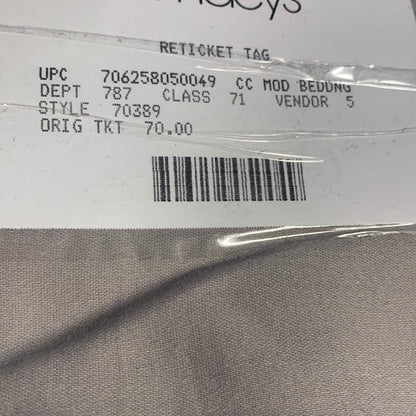 macys
RETICKET TAG
UPC 706258050049 CC MOD BEDDNG
DEPT 787 CLASS 71 VENDOR 5
STYLE 70389
ORIG TKT 70.00